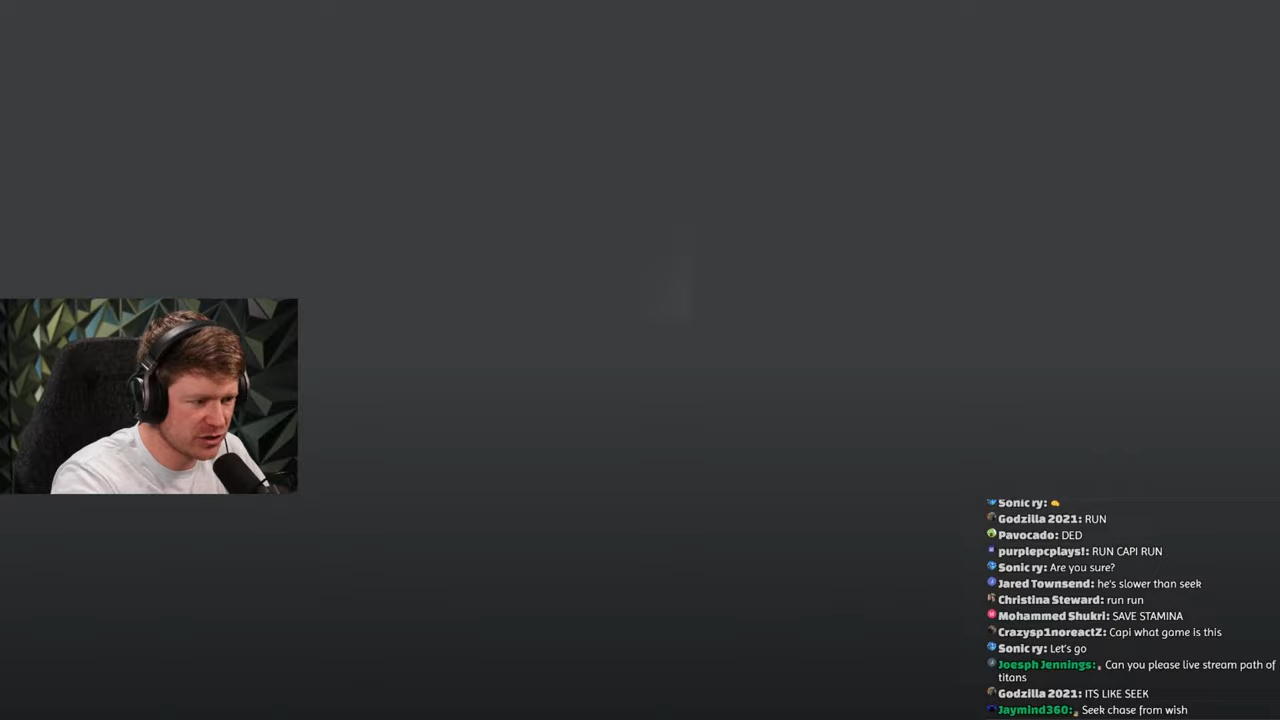 Sonic ry:
Godzilla 2021: RUN
Pavocado: DED
purplepcplays!: RUN CAPI RUN
Sonic ry: Are you sure?
Jared Townsend: he's slower than seek
Christina Steward: run run
Mohammed Shukri: SAVE STAMINA
Crazysp1noreactZ: Capi what game is this
Sonic ry: Let's go
Joesph Jennings: Can you please live stream path of
titans
Godzilla 2021: ITS LIKE SEEK
Jaymind360: Seek chase from wish